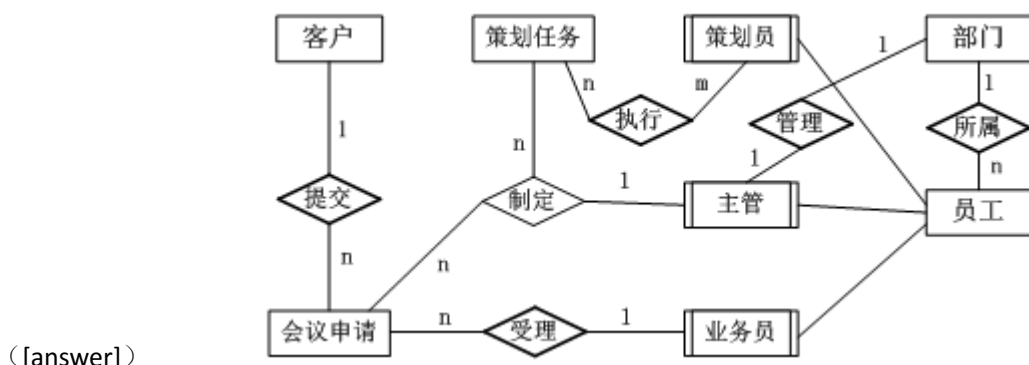 客户
策划任务
策划员
部门
1
n
m
执行
管理
1
所属
1
n
1
提交
n
制定
1
主管
1
员工
n
n
会议申请
n
受理
1
业务员
（[answer]）